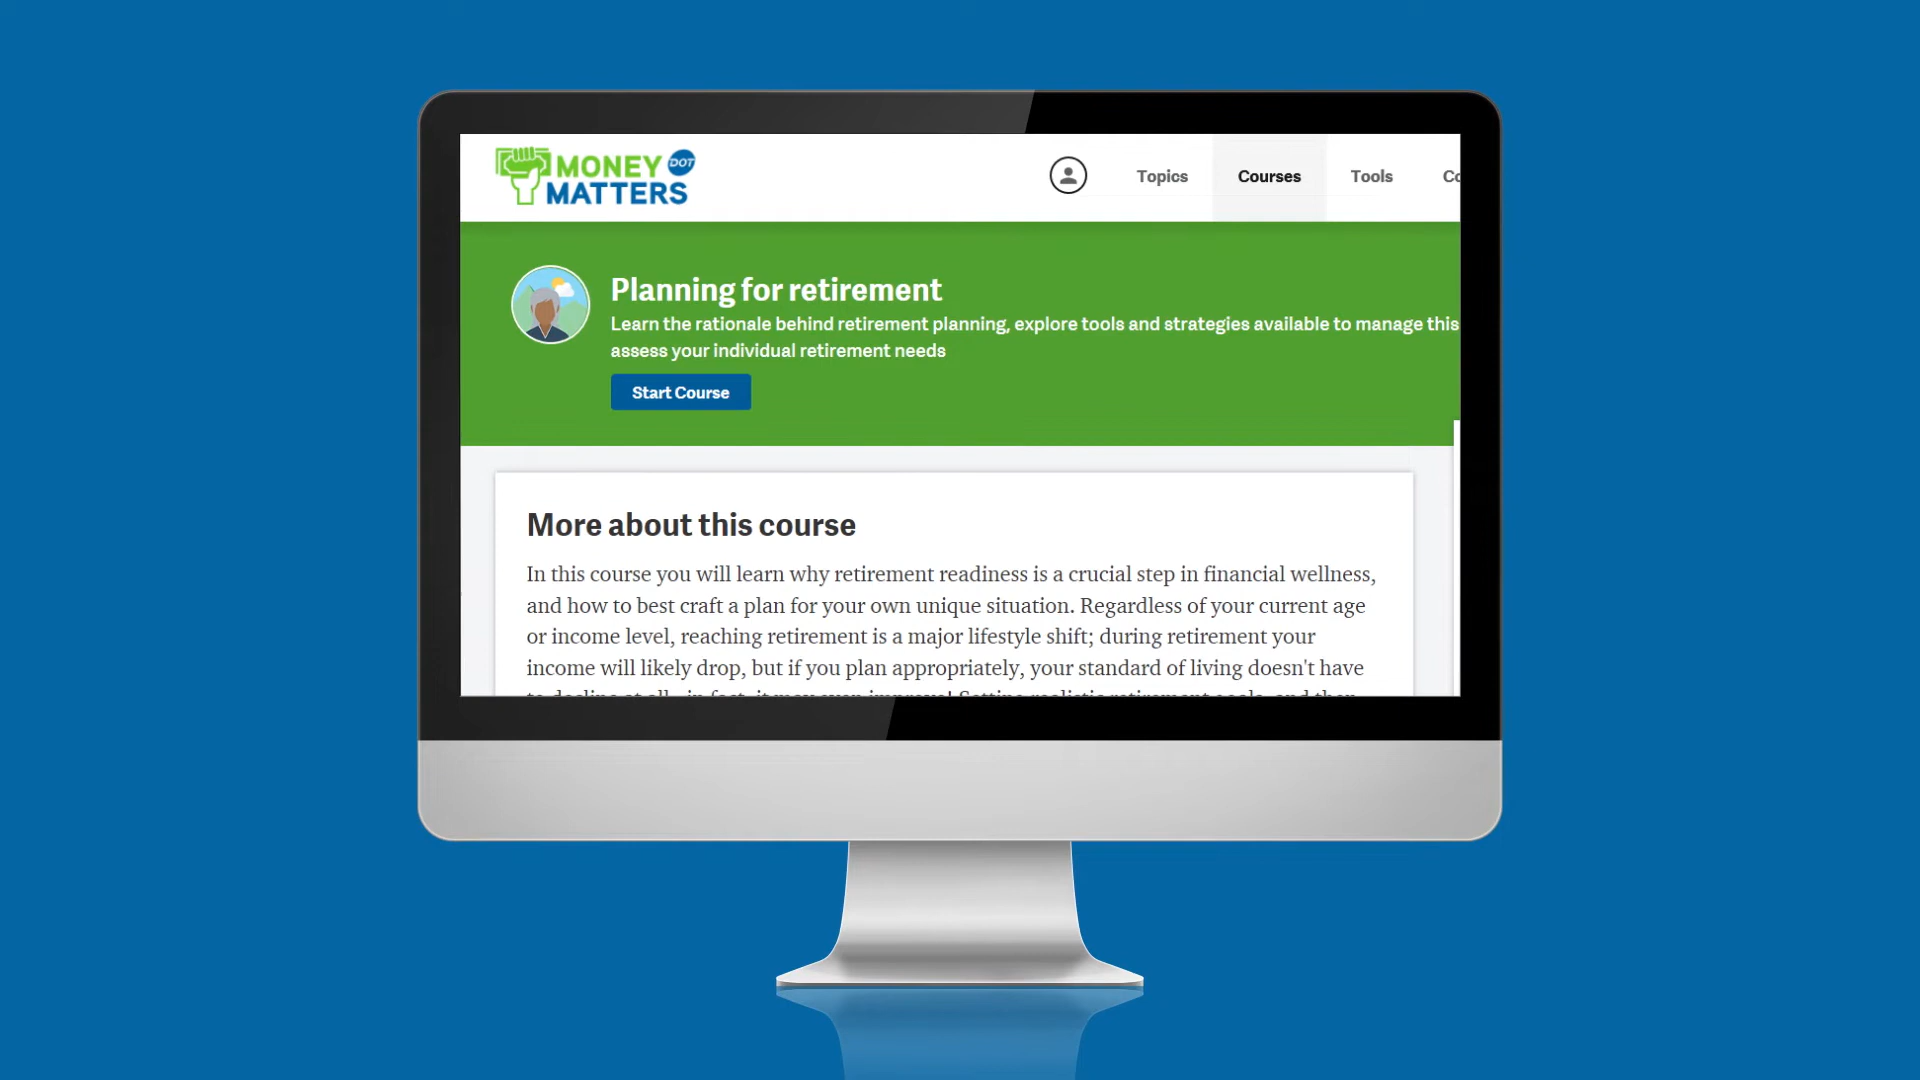 MONEY DOT
MATTERS
Topics
Courses
Tools
Planning for retirement
Learn the rationale behind retirement planning, explore tools and strategies available to manage this
assess your individual retirement needs
Start Course
More about this course
In this course you will learn why retirement readiness is a crucial step in financial wellness,
and how to best craft a plan for your own unique situation. Regardless of your current age
or income level, reaching retirement is a major lifestyle shift; during retirement your
income will likely drop, but if you plan appropriately, your standard of living doesn't have